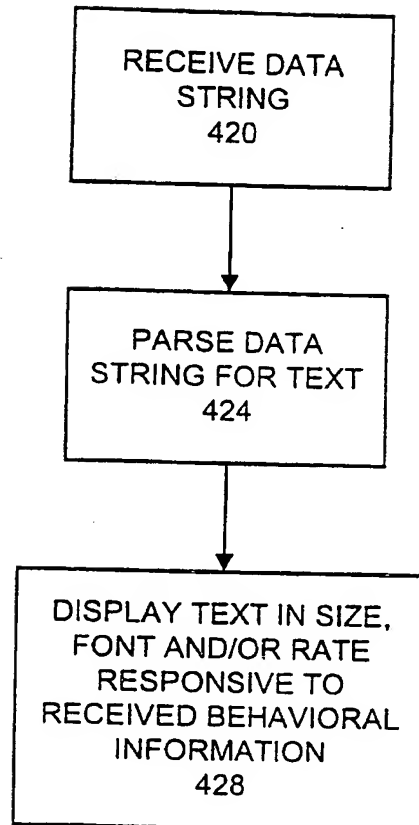 RECEIVE DATA
STRING
420
PARSE DATA
STRING FOR TEXT
424
DISPLAY TEXT IN SIZE,
FONT AND/OR RATE
RESPONSIVE TO
RECEIVED BEHAVIORAL
INFORMATION
428